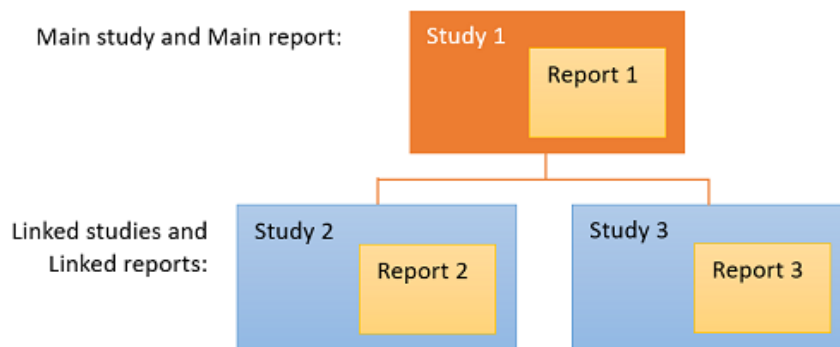 Main study and Main report:
Study 1
Report 1
Linked studies and
Linked reports:
Study 2
Report 2
Study 3
Report 3